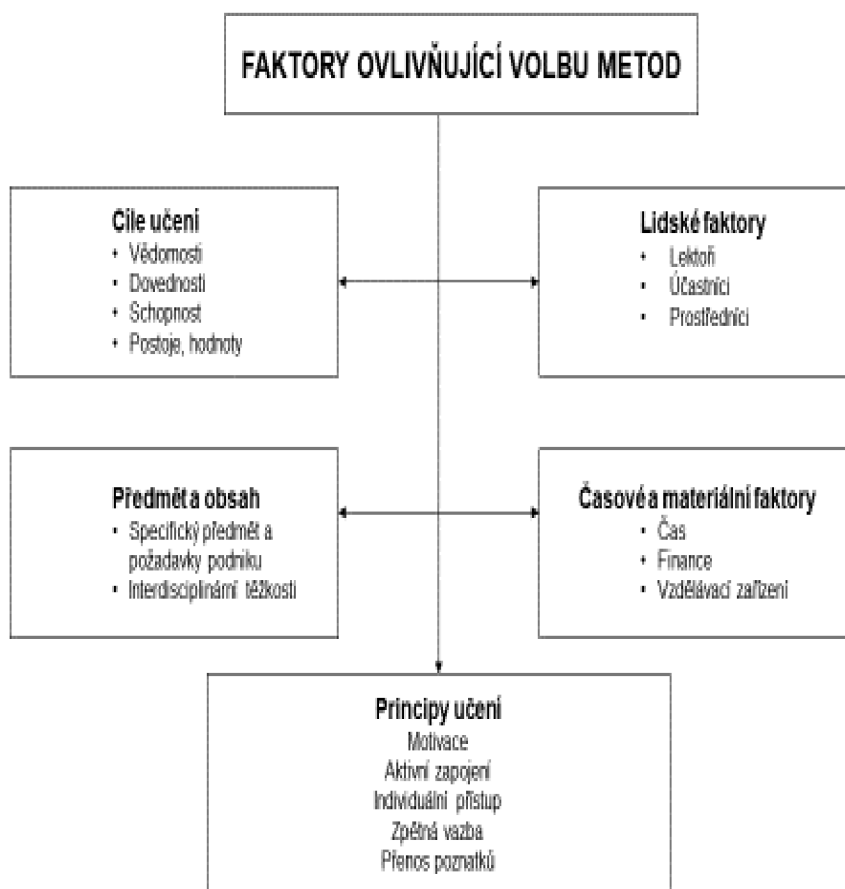 FAKTORY OVLIVŇUJÍCÍ VOLBU METOD
Cíle učení
• Vědomosti
• Dovednosti
• Schopnost
• Postoje, hodnoty
Lidské faktory
• Lektoři
• Účastníci
• Prostředníci
Předmět a obsah
• Specifický předmět a
požadavky podniku
• Interdisciplinární těžkosti
Časové a materiální faktory
• Čas
• Finance
• Vzdělávací zařízení
Principy učení
Motivace
Aktivní zapojení
Individuální přístup
Zpětná vazba
Přenos poznatků